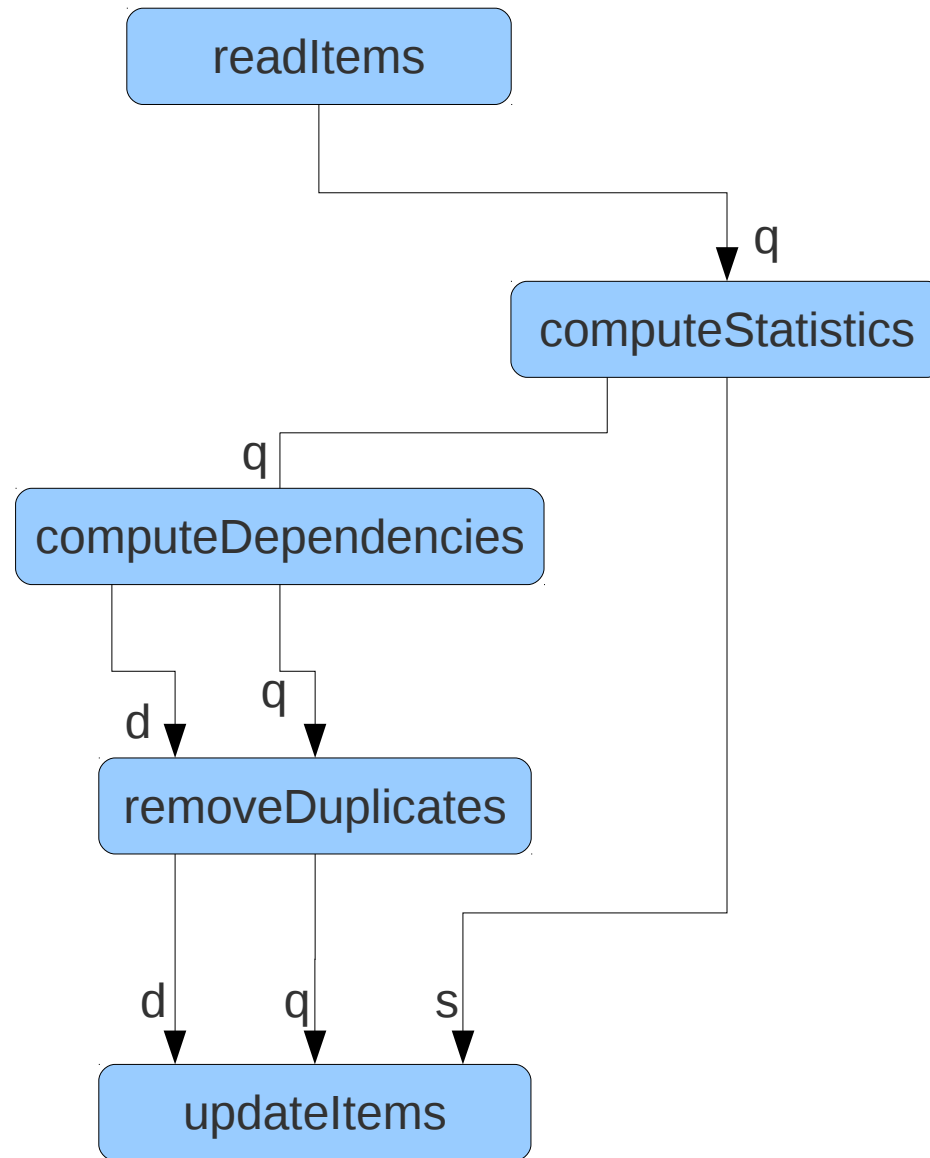 readItems
q
computeStatistics
q
computeDependencies
d
q
removeDuplicates
d
q
s
updateItems